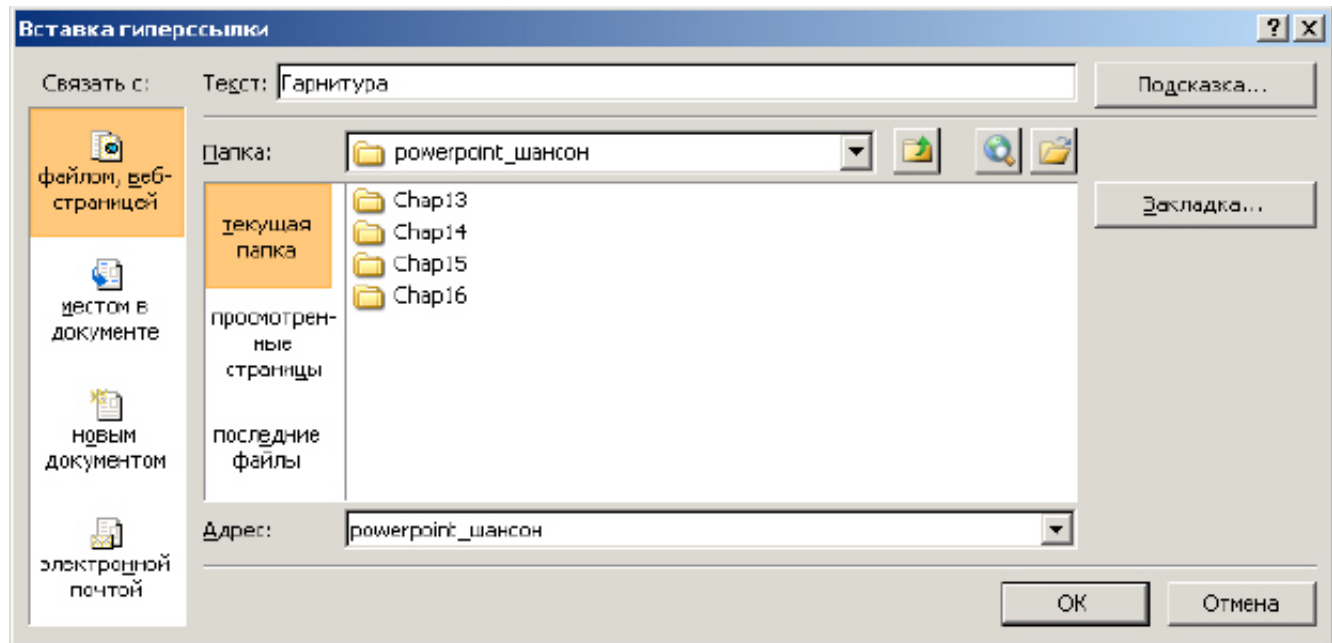 Вставка гиперссылки
Связать с:
Текст: Гарнитура
Подсказка...
файлом, веб-
страницей
Папка: powerpoint_шансон
Закладка...
текущая
папка
Chap13
Chap14
Chap15
Chap16
местом в
документе
просмотрен-
ные
страницы
новым
документом
последние
файлы
Адрес: powerpoint_шансон
электронной
почтой
ОК
Отмена